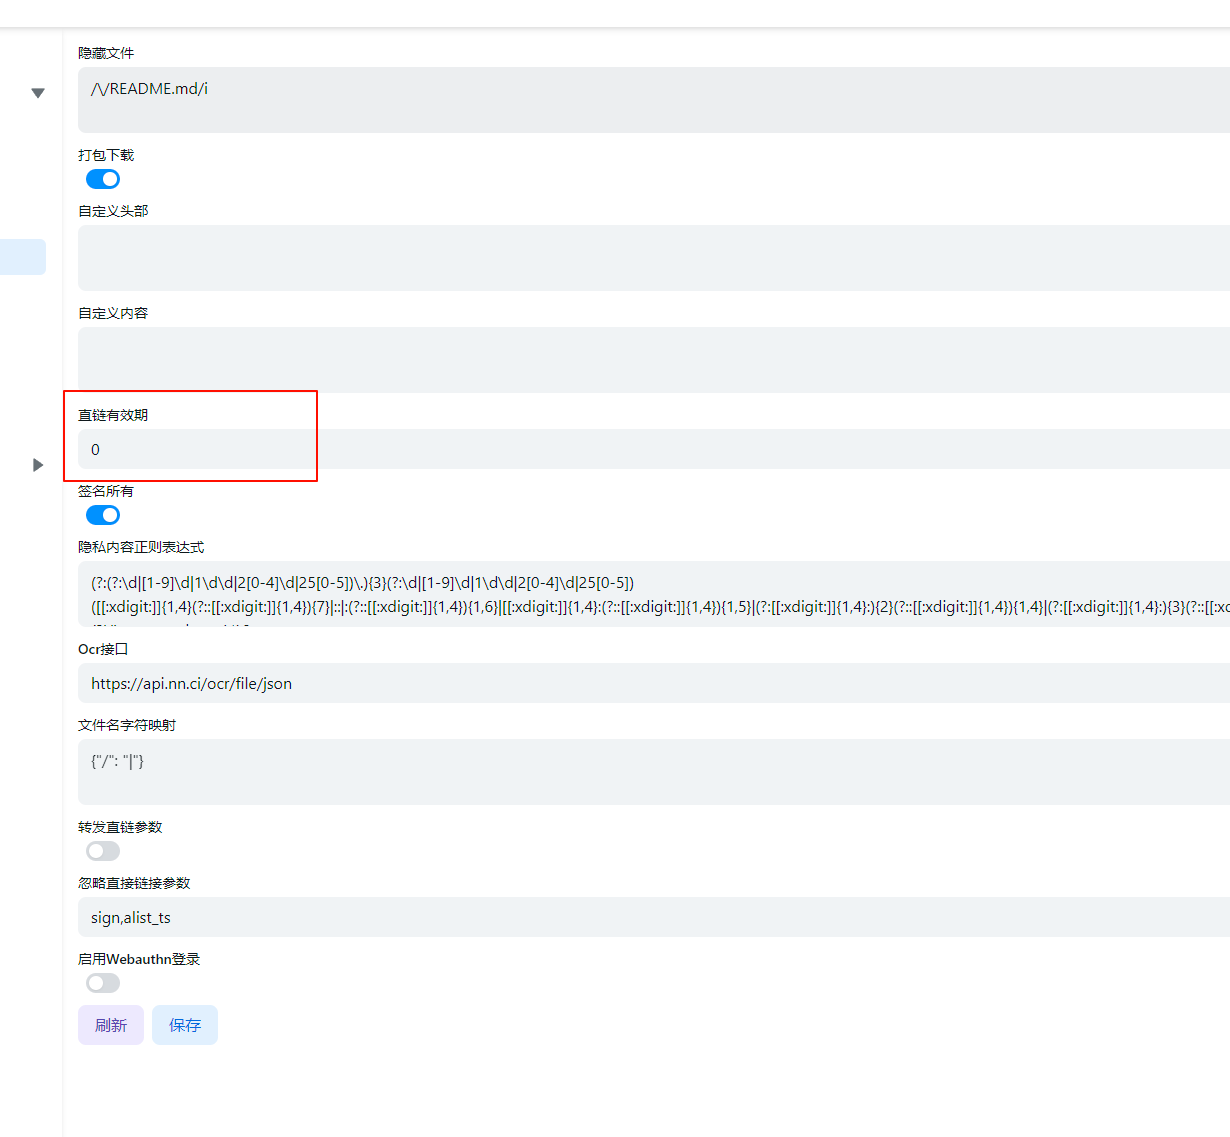 隐藏文件
/\/README.md/i
打包下载
自定义头部
自定义内容
直链有效期
0
签名所有
隐私内容正则表达式
(?:(?:\d|[1-9]\d|1\d\d|2[0-4]\d|25[0-5])\.){3}(?:\d|[1-9]\d|1\d\d|2[0-4]\d|25[0-5])
([[:xdigit:]]{1,4}(?::[[:xdigit:]]{1,4}){7}|::|:(?::[[:xdigit:]]{1,4}){1,6}|[[:xdigit:]]{1,4}:(?::[[:xdigit:]]{1,4}){1,5}|(?:[[:xdigit:]]{1,4}:){2}(?::[[:xdigit:]]{1,4}){1,4}|(?:[[:xdigit:]]{1,4}:){3}(?::[[:xd
Ocr接口
https://api.nn.ci/ocr/file/json
文件名字符映射
{"/": "|"}
转发直链参数
忽略直接链接参数
sign,alist_ts
启用Webauthn登录
刷新 保存